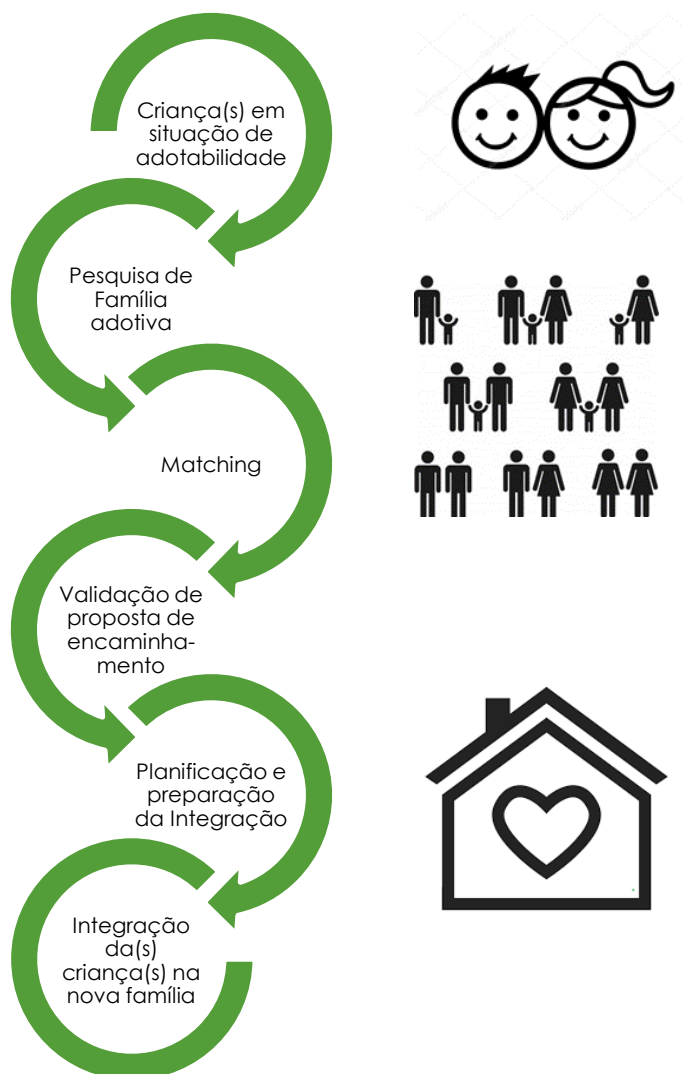 Criança(s) em
situação de
adotabilidade
Pesquisa de
Família
adotiva
Matching
Validação de
proposta de
encaminha-
mento
Planificação e
preparação
da Integração
Integração
da(s)
criança(s) na
nova família